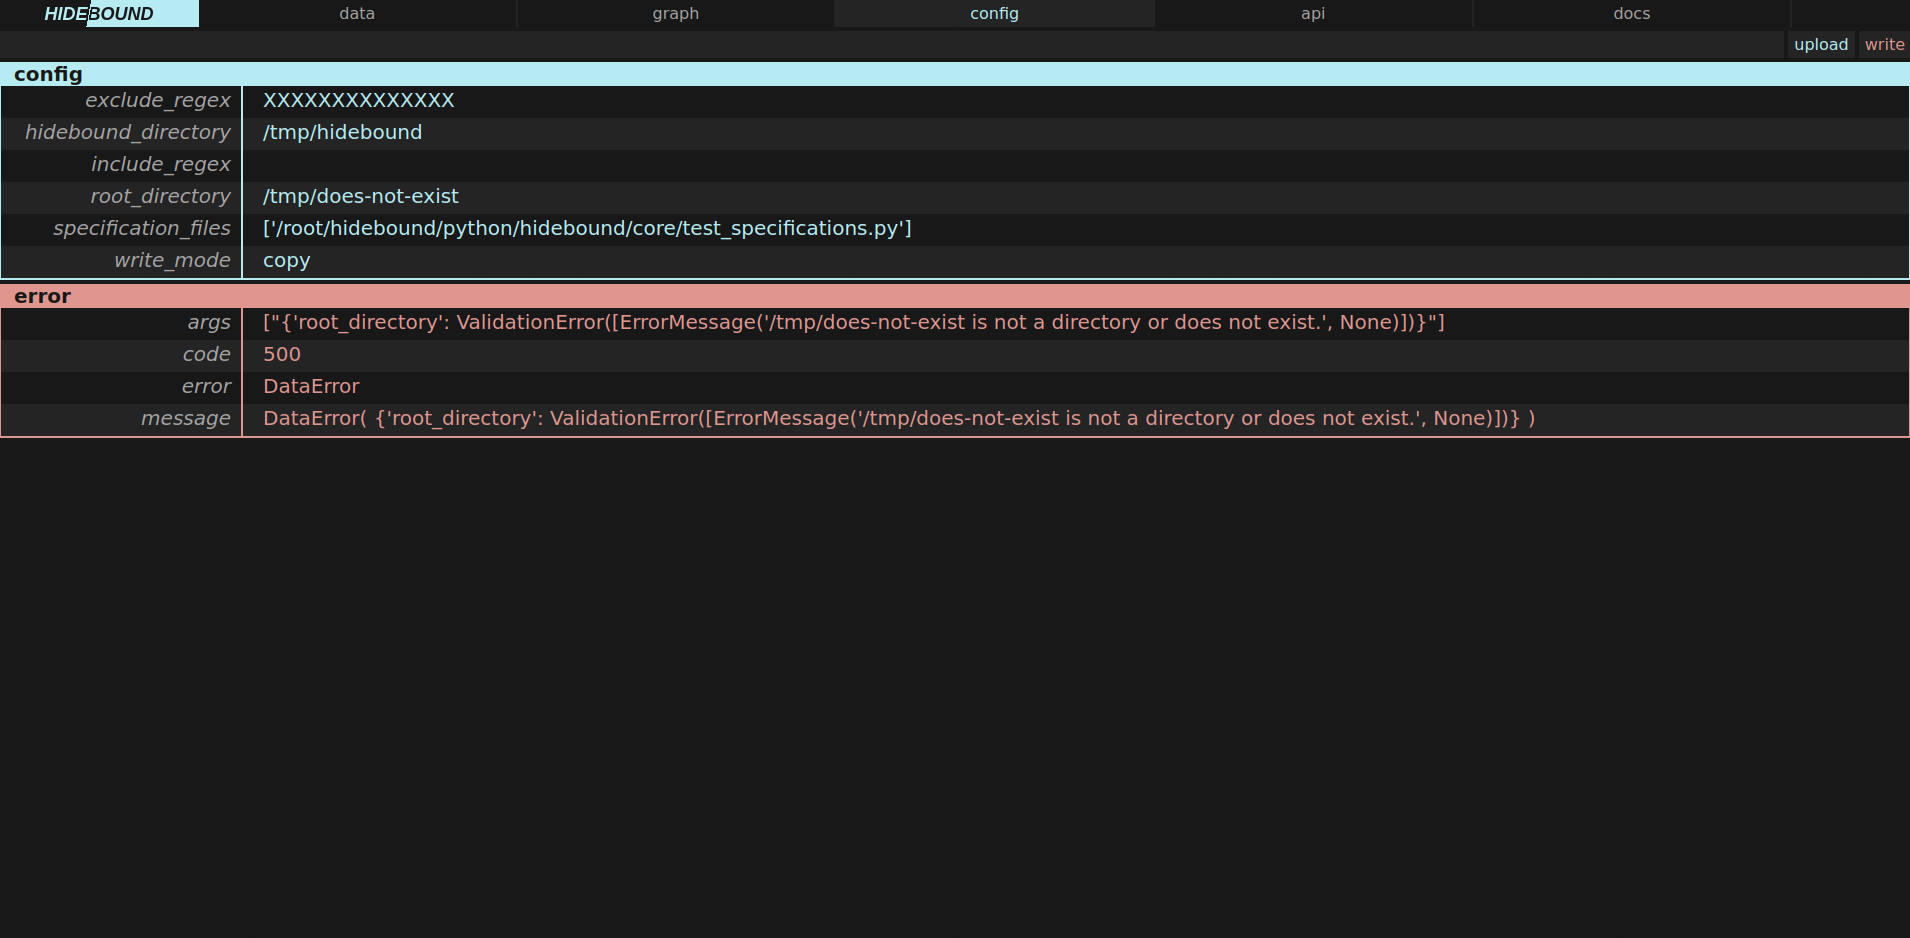 HIDEBOUND data graph config api docs
upload write
config
exclude_regex XXXXXXXXXXXXXX
hidebound_directory /tmp/hidebound
include_regex
root_directory /tmp/does-not-exist
specification_files ['/root/hidebound/python/hidebound/core/test_specifications.py']
write_mode copy
error
args ["{'root_directory': ValidationError([ErrorMessage('/tmp/does-not-exist is not a directory or does not exist.', None)])}"]
code 500
error DataError
message DataError( {'root_directory': ValidationError([ErrorMessage('/tmp/does-not-exist is not a directory or does not exist.', None)])} )